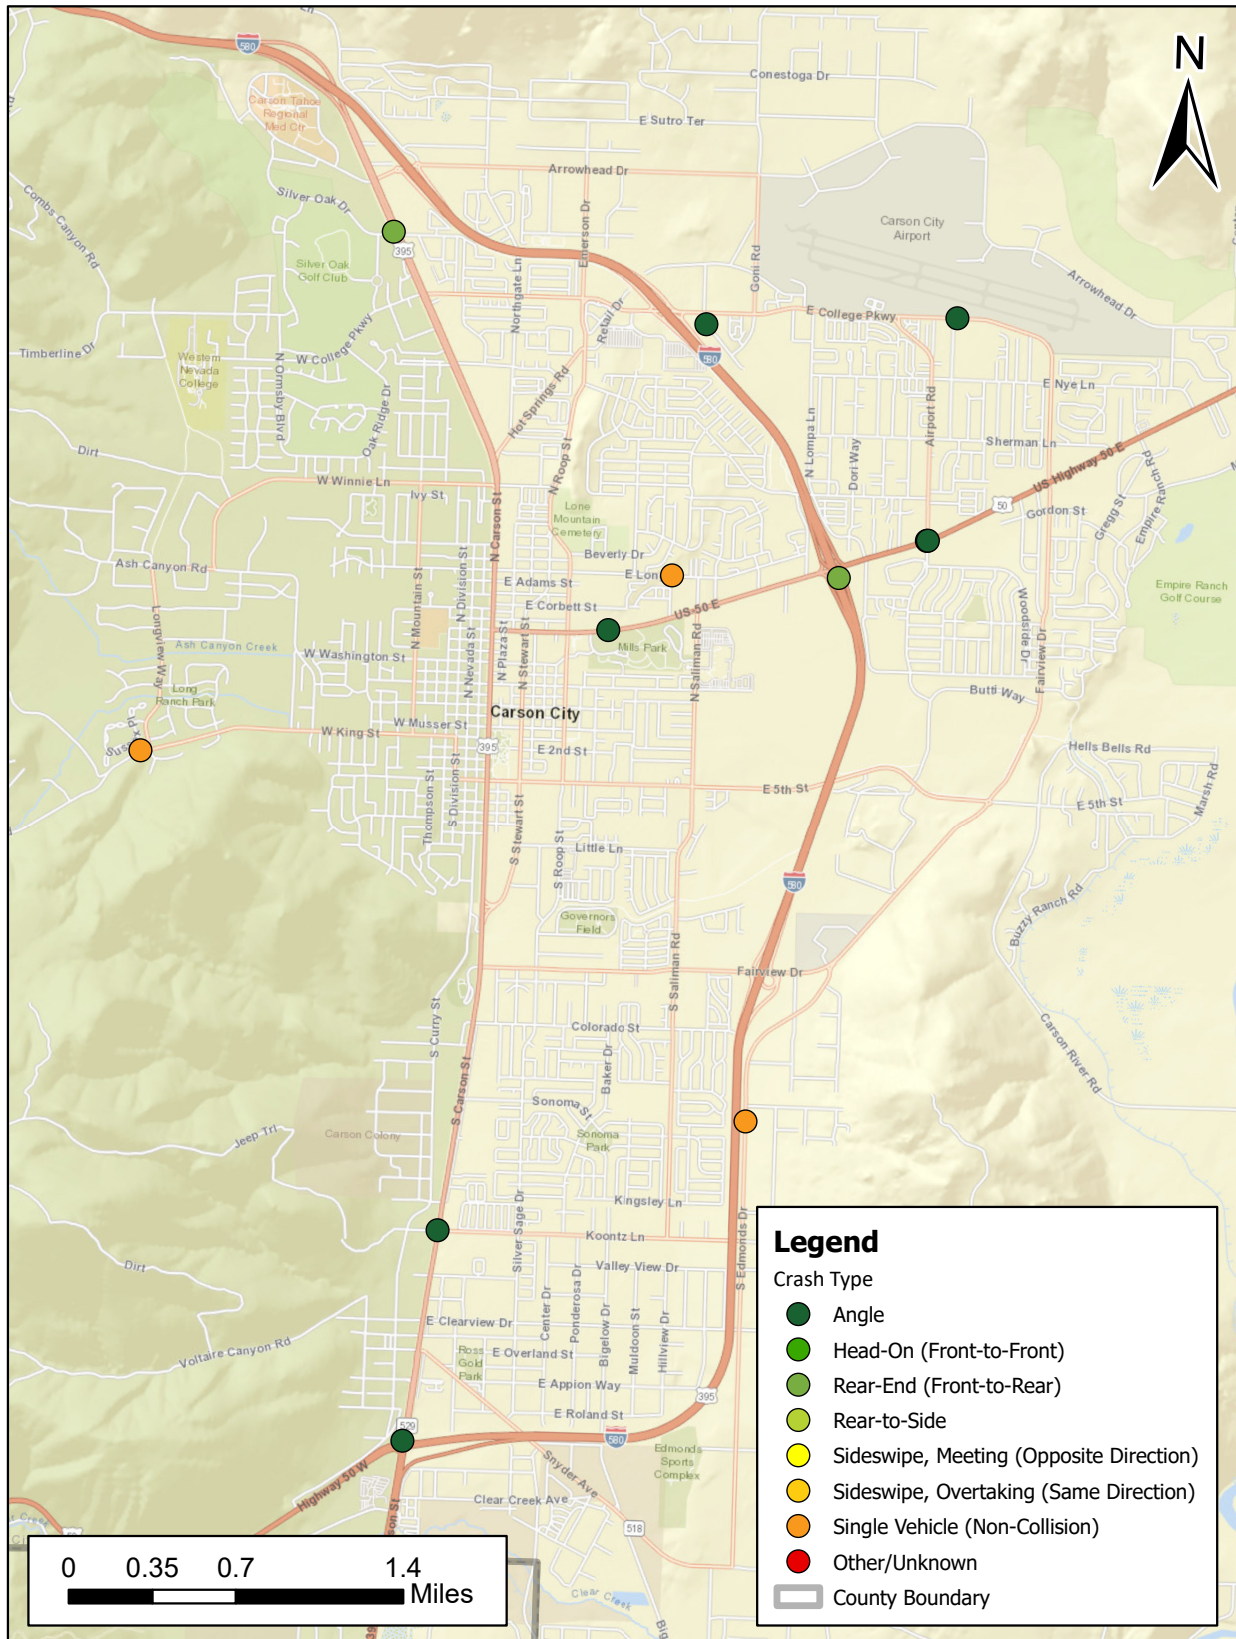 580
Conestoga Dr
N
Carson Tahoe
Regional
Med Cfr
E Sutro Ter
Arrowhead Dr
Combs Canyon Rd
Silver Oak Dr
395
Emerson Dr
Goni Rd
Carson City
Airport
Silver Oak
Golf Club
Northgate Ln
Retail Dr
Arrowhead Dr
E College Pkwy
Timberline Dr
Western
Nevada
College
N Ormsby Blvd
W College Pkwy
580
Oak Ridge Dr
E Nye Ln
Hot Springs Rd
N Lompa Ln
Dori Way
Airport Rd
Sherman Ln
US Highway 50 E
Dirt
W Winnie Ln
Ivy St
N Roop St
N Carson St
50
Gordon St
Gregg St
Empire Ranch Rd
Lone
Mountain
Cemetery
Beverly Dr
Ash Canyon Rd
E Lon
E Adams St
E Corbett St
US-50 E
Empire Ranch
Golf Course
Longview Way
N Mountain St
N Division St
N Nevada St
N Plaza St
N Stewart St
Mills Park
N Saliman Rd
Woodside Dr
Fairview Dr
Ash Canyon Creek
W Washington St
Long
Ranch Park
Butti Way
W Musser St
Carson City
W King St
395
E 2nd St
Hells Bells Rd
Thompson St
S Division St
E 5th St
E 5th St
Marsh Rd
S Stewart St
S Roop St
Little Ln
580
Governors
Field
Buzzy Ranch Rd
S Saliman Rd
Fairview Dr
S Curry St
Colorado St
Carson River Rd
S Carson St
Baker Dr
Sonoma St
Jeep Trl
Carson Colony
Sonoma
Park
Kingsley Ln
Silver Sage Dr
Koontz Ln
S Edmonds Dr
Valley View Dr
Dirt
Center Dr
Ponderosa Dr
Bigelow Dr
Muldoon St
Hillview Dr
E Clearview Dr
Voltaire Canyon Rd
Ross
Gold
Park
E Overland St
E Appion Way
395
E Roland St
529
580
Edmonds
Sports
Complex
Highway 50 W
Snyder Ave
Clear Creek Ave
518
Clear Creek
Legend
Crash Type
Angle
Head-On (Front-to-Front)
Rear-End (Front-to-Rear)
Rear-to-Side
Sideswipe, Meeting (Opposite Direction)
Sideswipe, Overtaking (Same Direction)
Single Vehicle (Non-Collision)
Other/Unknown
County Boundary
0 0.35 0.7 1.4
Miles